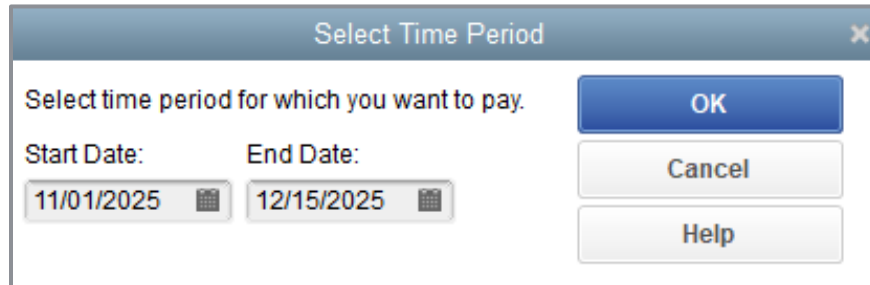 Select Time Period
Select time period for which you want to pay.
OK
Start Date:
End Date:
Cancel
11/01/2025
12/15/2025
Help